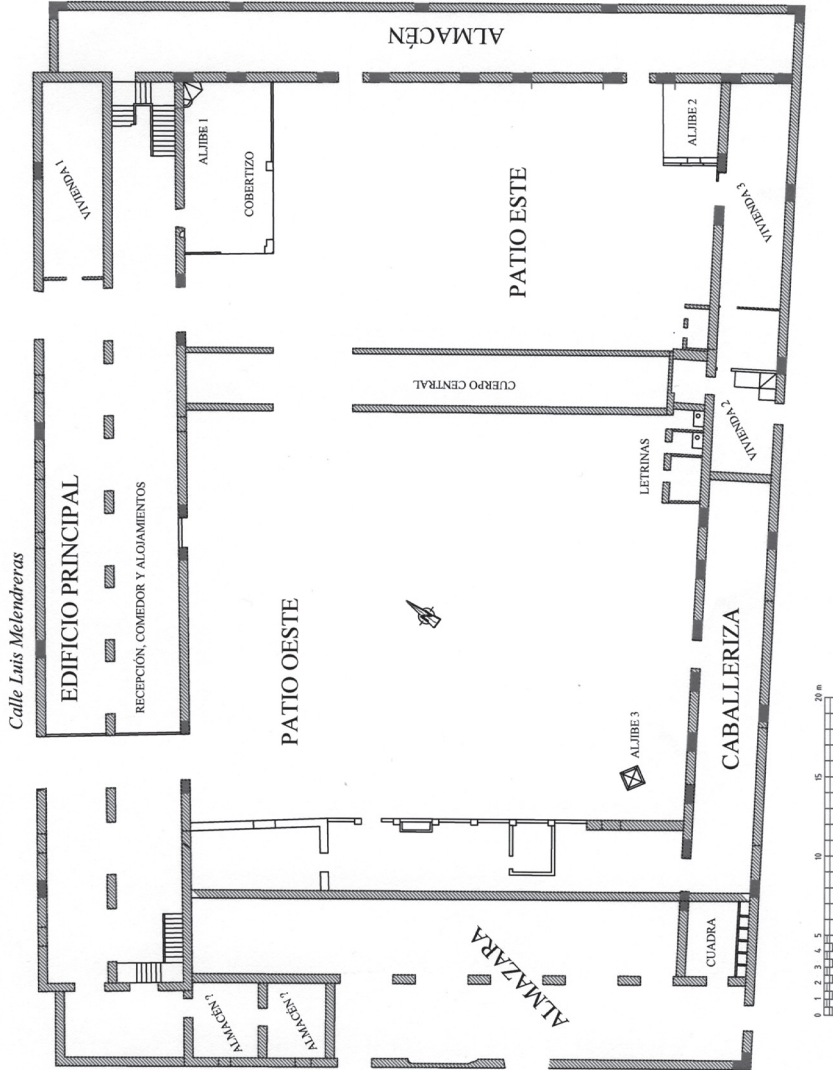 ALMACÉN
VIVIENDA 1
ALJIBE 1
COBERTIZO
ALJIBE 2
PATIO ESTE
VIVIENDA 3
CUERPO CENTRAL
VIVIENDA 2
LETRINAS
Calle Luis Melendreras
EDIFICIO PRINCIPAL
RECEPCIÓN, COMEDOR Y ALOJAMIENTOS
PATIO OESTE
N
CABALLERIZA
ALJIBE 3
ALMAZARA
CUADRA
ALMACÉN ?
ALMACÉN ?
0 1 2 3 4 5 10 15 20 m